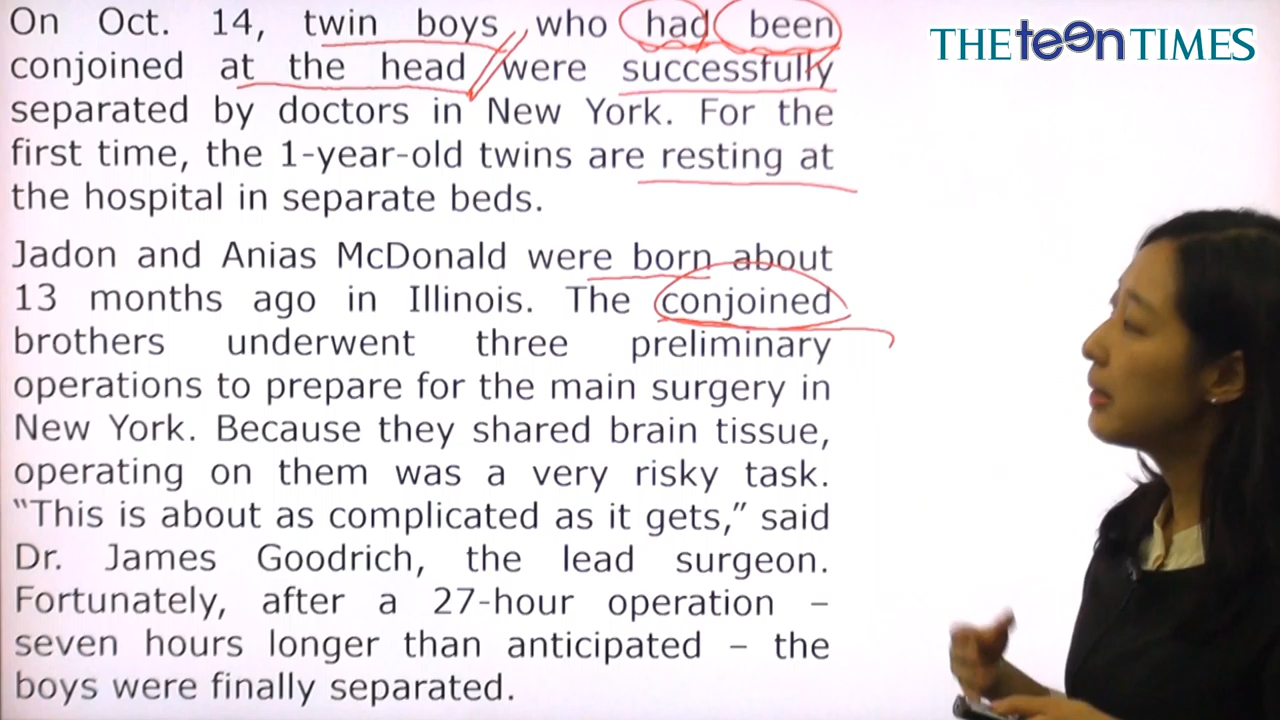 On Oct. 14, twin boys who had been
conjoined at the head were successfully
separated by doctors in New York. For the
first time, the 1-year-old twins are resting at
the hospital in separate beds.
Jadon and Anias McDonald were born about
13 months ago in Illinois. The conjoined
brothers underwent three preliminary
operations to prepare for the main surgery in
New York. Because they shared brain tissue,
operating on them was a very risky task.
“This is about as complicated as it gets,” said
Dr. James Goodrich, the lead surgeon.
Fortunately, after a 27-hour operation –
seven hours longer than anticipated – the
boys were finally separated.
THE teen TIMES